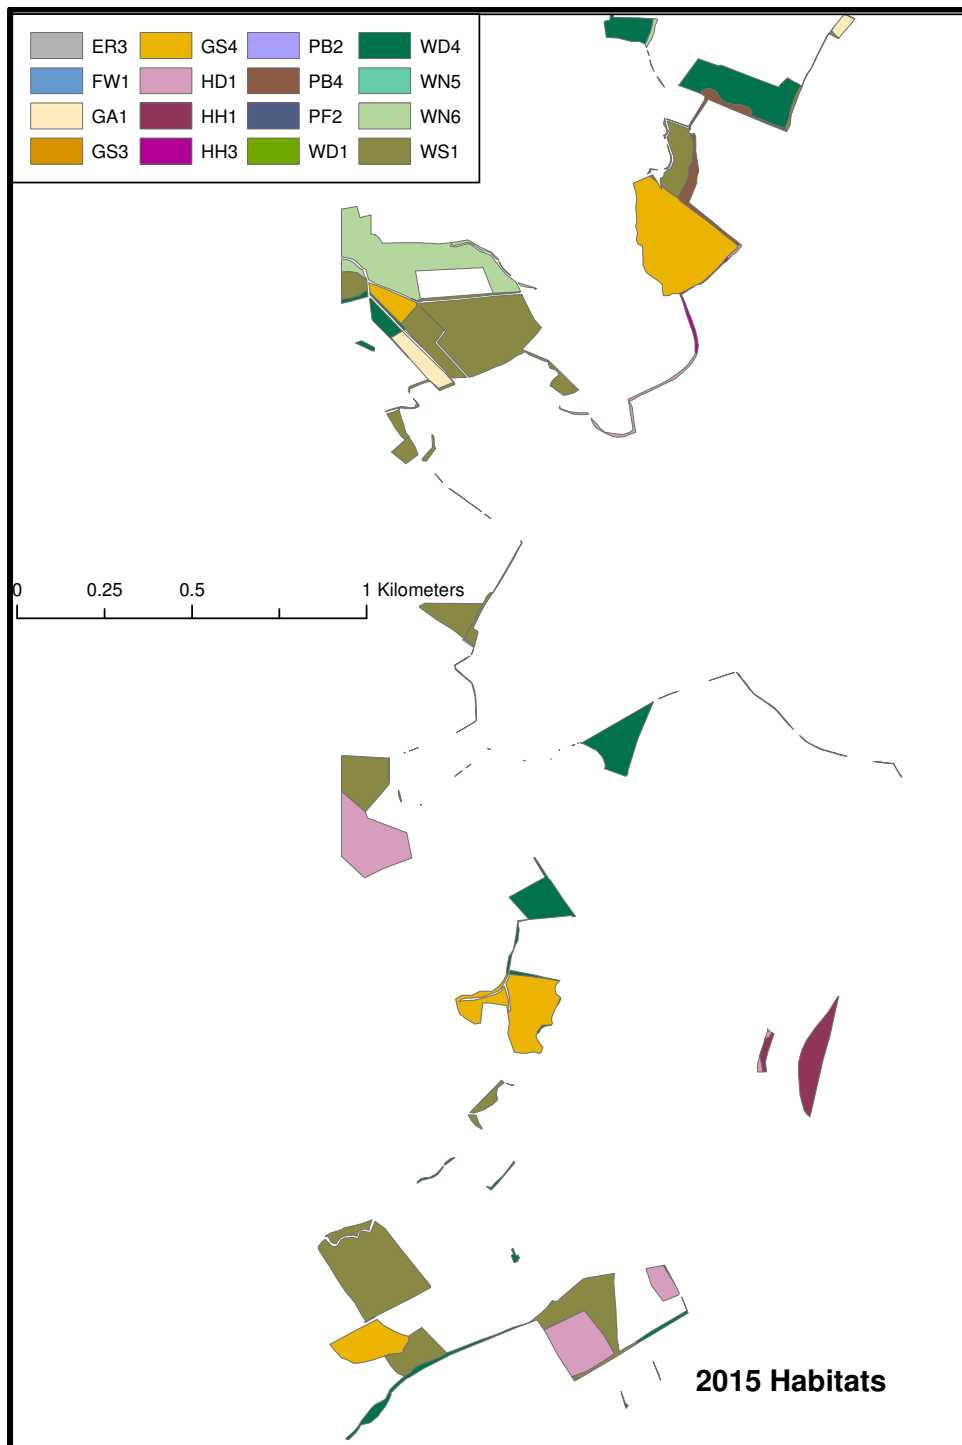 ER3 GS4 PB2 WD4
FW1 HD1 PB4 WN5
GA1 HH1 PF2 WN6
GS3 HH3 WD1 WS1
0 0.25 0.5 1 Kilometers
2015 Habitats